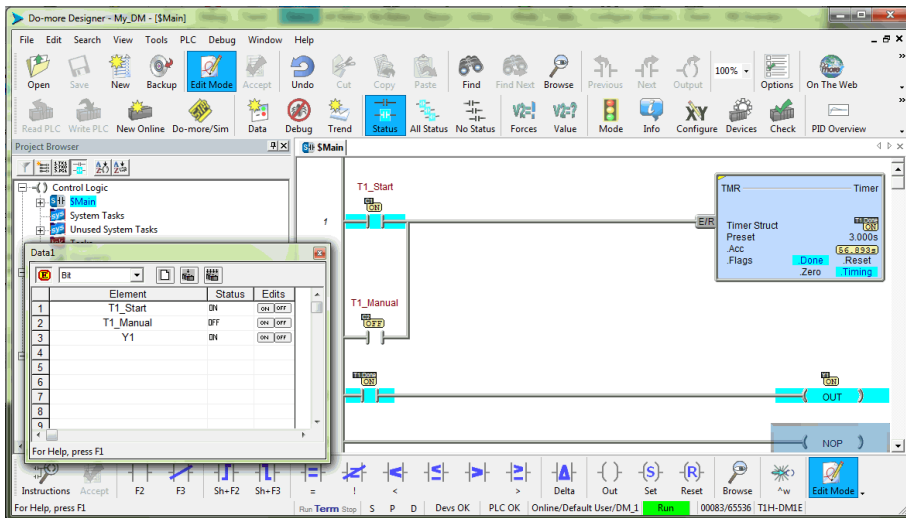 Do-more Designer - My_DM - [$Main]
File Edit Search View Tools PLC Debug Window Help
Open Save New Backup Edit Mode Accept Undo Cut Copy Paste Find Find Next Browse Previous Next Output 100% Options On The Web
Read PLC Write PLC New Online Do-more/Sim Data Debug Trend Status All Status No Status Forces Value Mode Info Configure Devices Check PID Overview
Project Browser
$Main
Control Logic
$Main
System Tasks
Unused System Tasks
Data1
Bit
Element Status Edits
1 T1_Start ON ON OFF
2 T1_Manual OFF ON OFF
3 Y1 ON ON OFF
4
5
6
7
8
9
For Help, press F1
T1_Start
ON
1
E/R
TMR Timer
Timer Struct ON
Preset 3.000s
.Acc 56.893s
.Flags .Done .Reset
.Zero .Timing
T1_Manual
OFF
ON
ON
OUT
NOP
Instructions Accept F2 F3 Sh+F2 Sh+F3 = ! < > Delta Out Set Reset Browse ^w Edit Mode
For Help, press F1 Run Term Stop S P D Devs OK PLC OK Online/Default User/DM_1 Run 00083/65536 T1H-DM1E